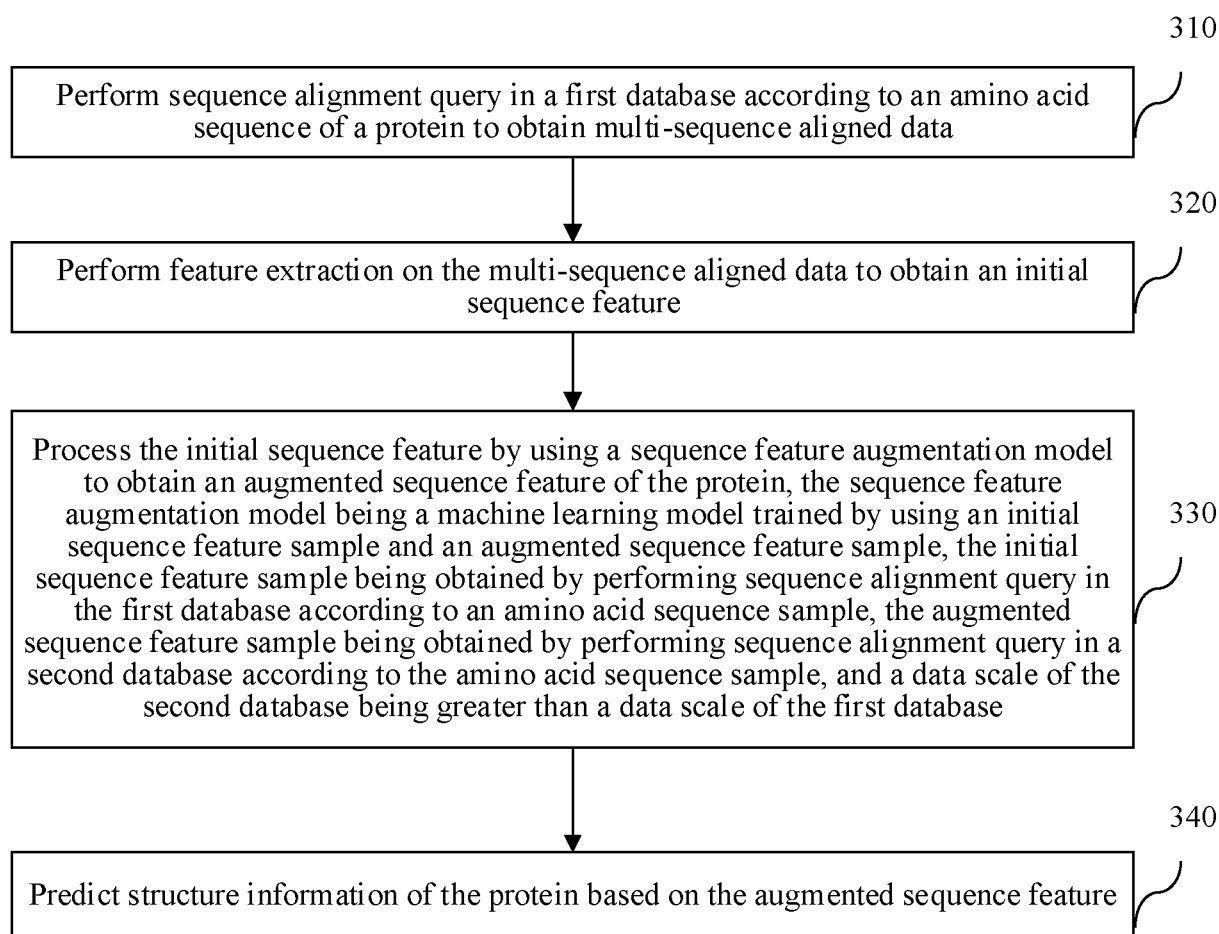 310
Perform sequence alignment query in a first database according to an amino acid
sequence of a protein to obtain multi-sequence aligned data
320
Perform feature extraction on the multi-sequence aligned data to obtain an initial
sequence feature
330
Process the initial sequence feature by using a sequence feature augmentation model
to obtain an augmented sequence feature of the protein, the sequence feature
augmentation model being a machine learning model trained by using an initial
sequence feature sample and an augmented sequence feature sample, the initial
sequence feature sample being obtained by performing sequence alignment query in
the first database according to an amino acid sequence sample, the augmented
sequence feature sample being obtained by performing sequence alignment query in a
second database according to the amino acid sequence sample, and a data scale of the
second database being greater than a data scale of the first database
340
Predict structure information of the protein based on the augmented sequence feature